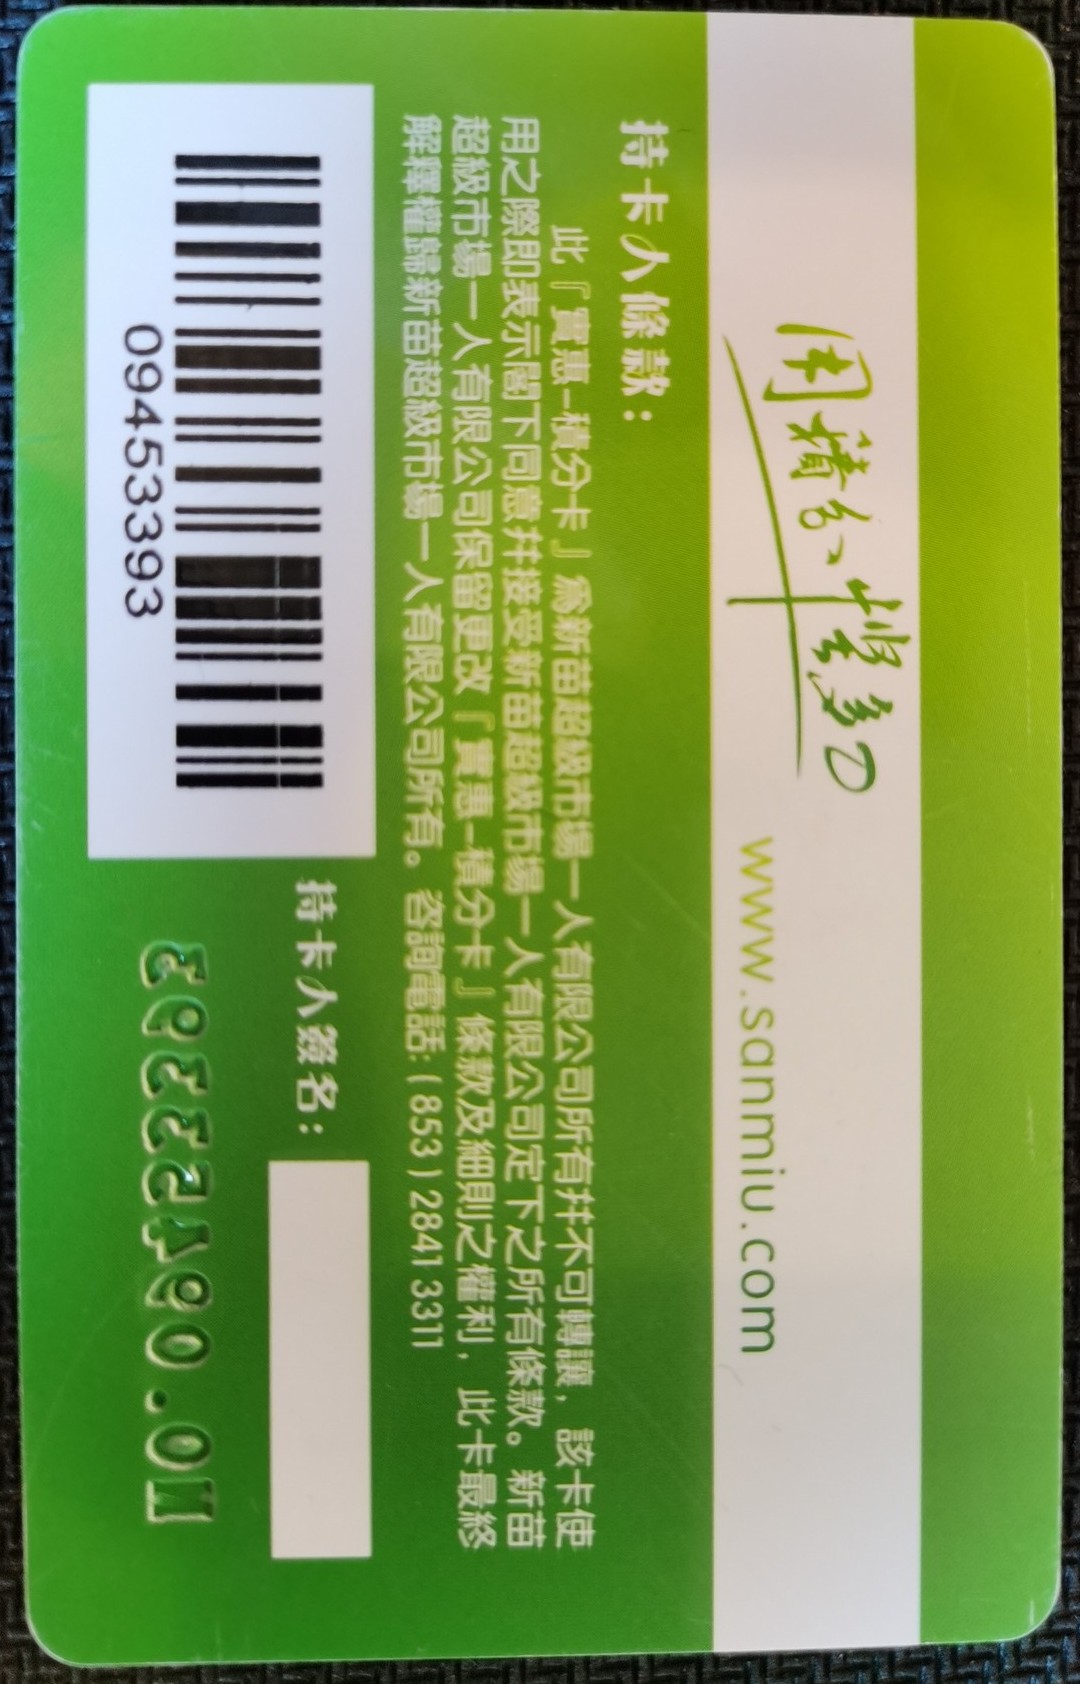 用積分 賞多D
www.sanmiu.com
持卡人條款：
此『實惠-積分卡』為新苗超級市場一人有限公司所有幷不可轉讓，該卡使
用之際即表示閣下同意幷接受新苗超級市場一人有限公司定下之所有條款。新苗
超級市場一人有限公司保留更改『實惠-積分卡』條款及細則之權利，此卡最終
解釋權歸新苗超級市場一人有限公司所有。咨詢電話:(853) 2841 3311
持卡人簽名：
09453393
NO.09453393